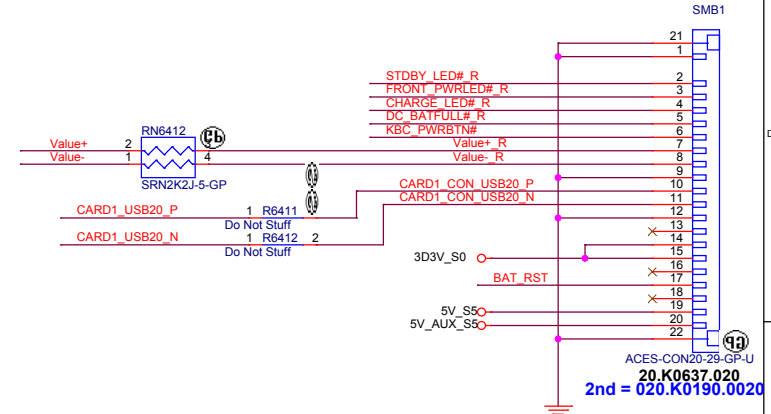 SMB1
21
1
STDBY_LED#_R 2
FRONT_PWRLED#_R 3
CHARGE_LED#_R 4
DC_BATFULL#_R 5
KBC_PWRBTN# 6
RN6412
Value+ 2 Value+_R 7
Value- 1 4 Value-_R 8
SRN2K2J-5-GP
9
CARD1_CON_USB20_P 10
CARD1_CON_USB20_N 11
CARD1_USB20_P 1 R6411
Do Not Stuff
12
13
CARD1_USB20_N 1 R6412 2
Do Not Stuff
14
3D3V_S0 15
16
BAT_RST 17
18
5V_S5 19
5V_AUX_S5 20
22
ACES-CON20-29-GP-U
20.K0637.020
2nd = 020.K0190.0020